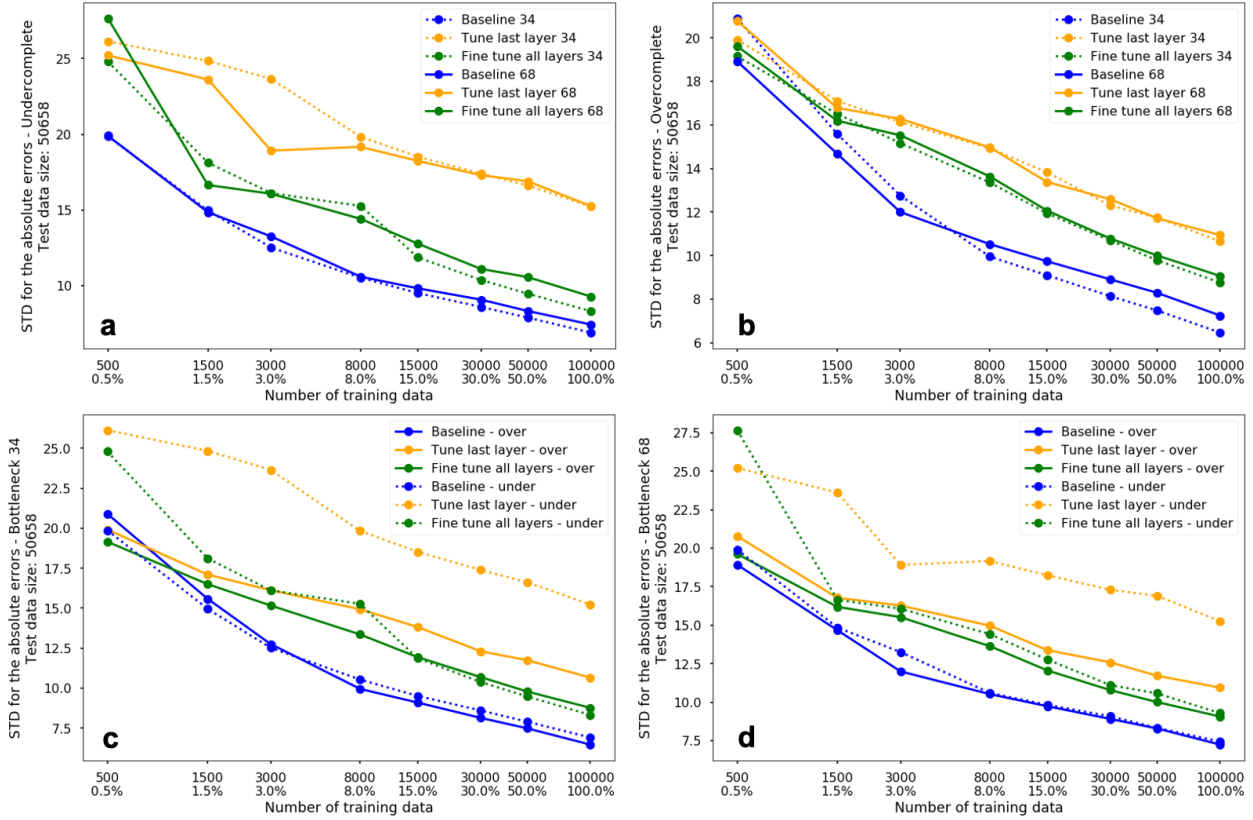 STD for the absolute errors - Undercomplete
Test data size: 50658
25
20
15
10
Baseline 34
Tune last layer 34
Fine tune all layers 34
Baseline 68
Tune last layer 68
Fine tune all layers 68
a
500 1500 3000 8000 15000 30000 50000 100000
0.5% 1.5% 3.0% 8.0% 15.0% 30.0% 50.0% 100.0%
Number of training data
STD for the absolute errors - Overcomplete
Test data size: 50658
20
18
16
14
12
10
8
6
Baseline 34
Tune last layer 34
Fine tune all layers 34
Baseline 68
Tune last layer 68
Fine tune all layers 68
b
500 1500 3000 8000 15000 30000 50000 100000
0.5% 1.5% 3.0% 8.0% 15.0% 30.0% 50.0% 100.0%
Number of training data
STD for the absolute errors - Bottleneck 34
Test data size: 50658
25.0
22.5
20.0
17.5
15.0
12.5
10.0
7.5
Baseline - over
Tune last layer - over
Fine tune all layers - over
Baseline - under
Tune last layer - under
Fine tune all layers - under
c
500 1500 3000 8000 15000 30000 50000 100000
0.5% 1.5% 3.0% 8.0% 15.0% 30.0% 50.0% 100.0%
Number of training data
STD for the absolute errors - Bottleneck 68
Test data size: 50658
27.5
25.0
22.5
20.0
17.5
15.0
12.5
10.0
7.5
Baseline - over
Tune last layer - over
Fine tune all layers - over
Baseline - under
Tune last layer - under
Fine tune all layers - under
d
500 1500 3000 8000 15000 30000 50000 100000
0.5% 1.5% 3.0% 8.0% 15.0% 30.0% 50.0% 100.0%
Number of training data